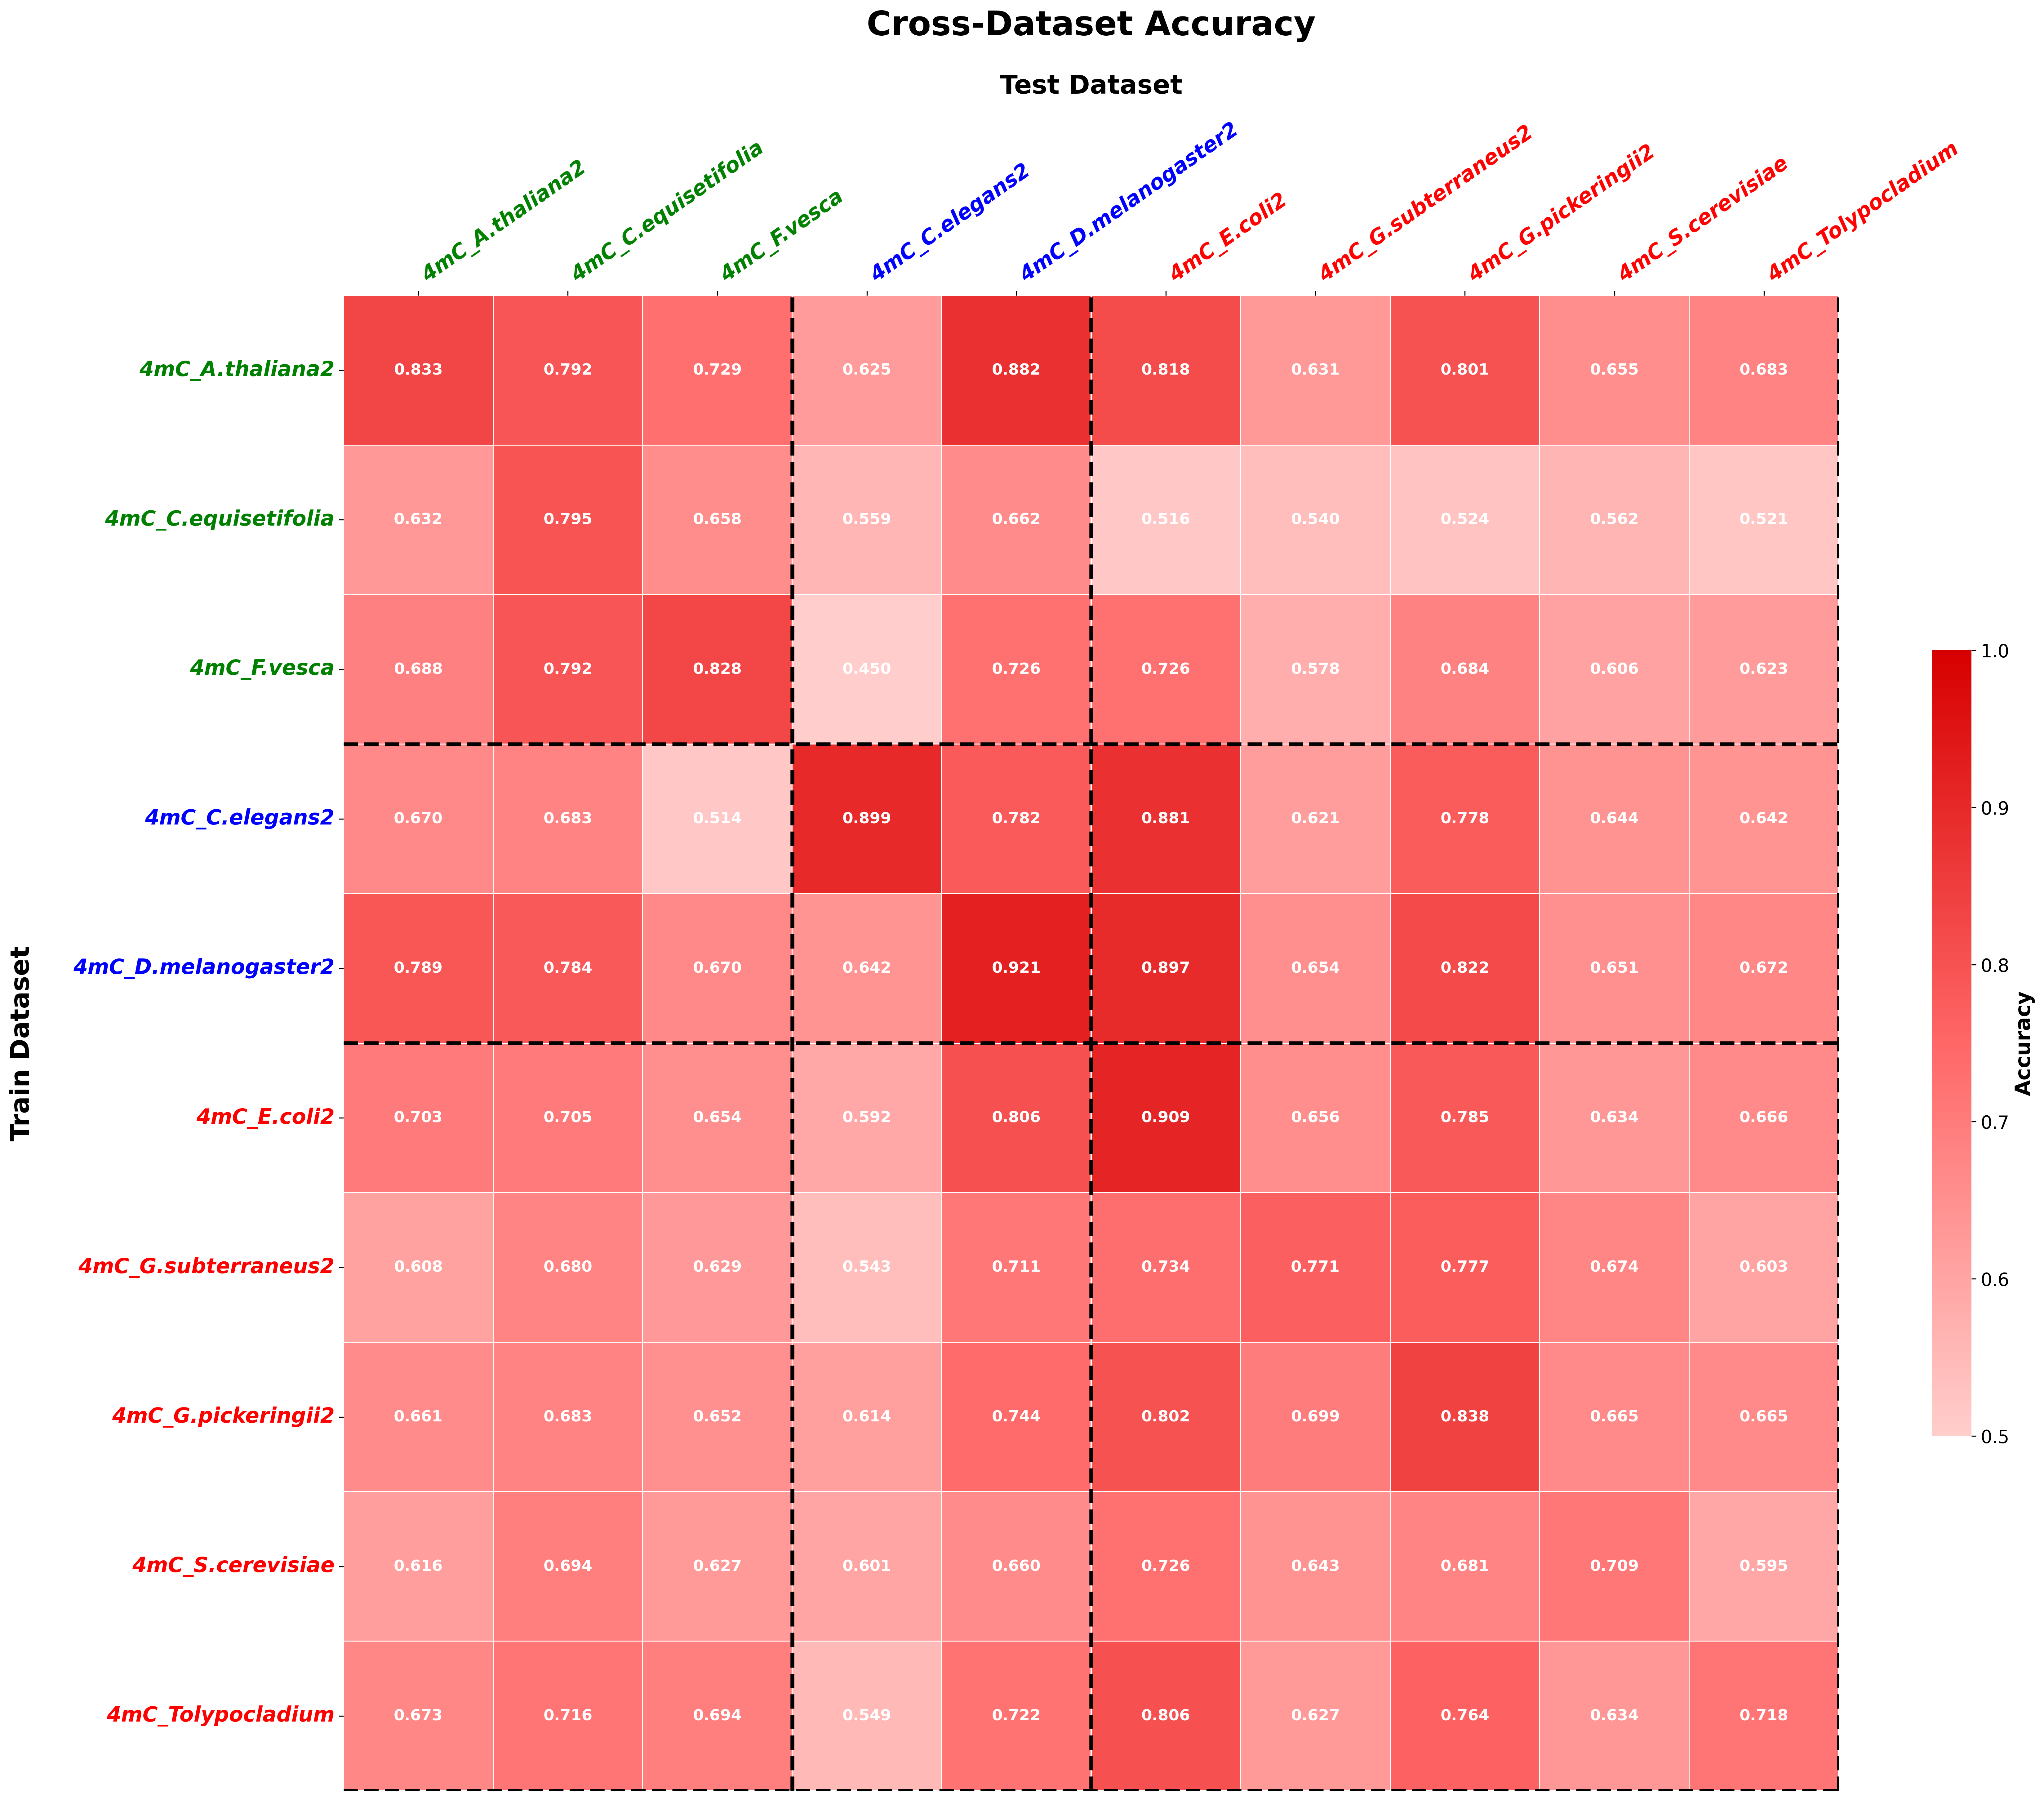 Cross-Dataset Accuracy
Test Dataset
4mC_A.thaliana2
4mC_C.equisetifolia
4mC_F.vesca
4mC_C.elegans2
4mC_D.melanogaster2
4mC_E.coli2
4mC_G.subterraneus2
4mC_G.pickeringii2
4mC_S.cerevisiae
4mC_Tolypocladium
Train Dataset
4mC_A.thaliana2 0.833 0.792 0.729 0.625 0.882 0.818 0.631 0.801 0.655 0.683
4mC_C.equisetifolia 0.632 0.795 0.658 0.559 0.662 0.516 0.540 0.524 0.562 0.521
4mC_F.vesca 0.688 0.792 0.828 0.450 0.726 0.726 0.578 0.684 0.606 0.623
4mC_C.elegans2 0.670 0.683 0.514 0.899 0.782 0.881 0.621 0.778 0.644 0.642
4mC_D.melanogaster2 0.789 0.784 0.670 0.642 0.921 0.897 0.654 0.822 0.651 0.672
4mC_E.coli2 0.703 0.705 0.654 0.592 0.806 0.909 0.656 0.785 0.634 0.666
4mC_G.subterraneus2 0.608 0.680 0.629 0.543 0.711 0.734 0.771 0.777 0.674 0.603
4mC_G.pickeringii2 0.661 0.683 0.652 0.614 0.744 0.802 0.699 0.838 0.665 0.665
4mC_S.cerevisiae 0.616 0.694 0.627 0.601 0.660 0.726 0.643 0.681 0.709 0.595
4mC_Tolypocladium 0.673 0.716 0.694 0.549 0.722 0.806 0.627 0.764 0.634 0.718
1.0
0.9
0.8
0.7
0.6
0.5
Accuracy